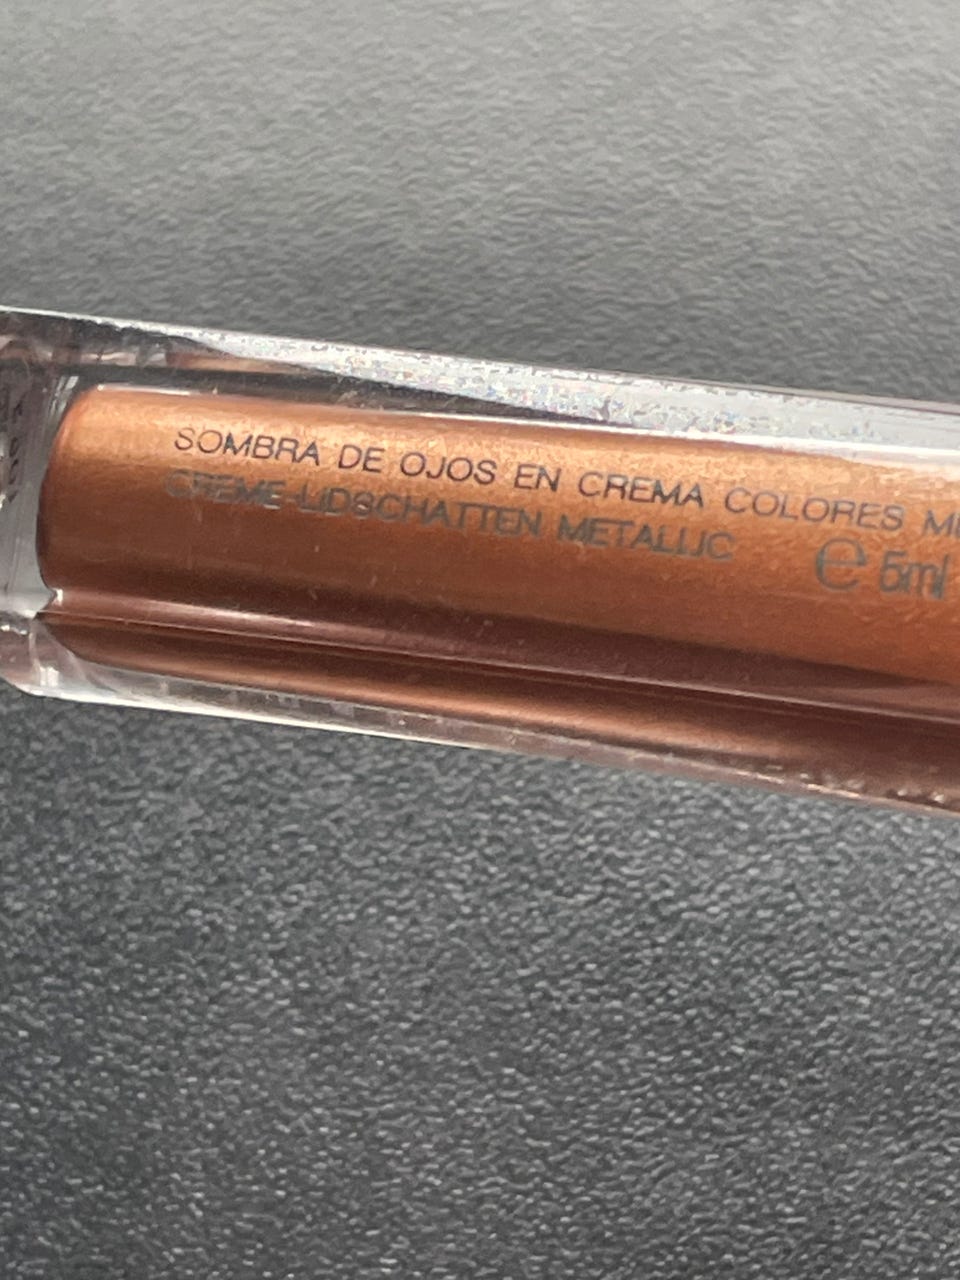 SOMBRA DE OJOS EN CREMA COLORES
CREME-LIDSCHATTEN METALLIC
e 5ml